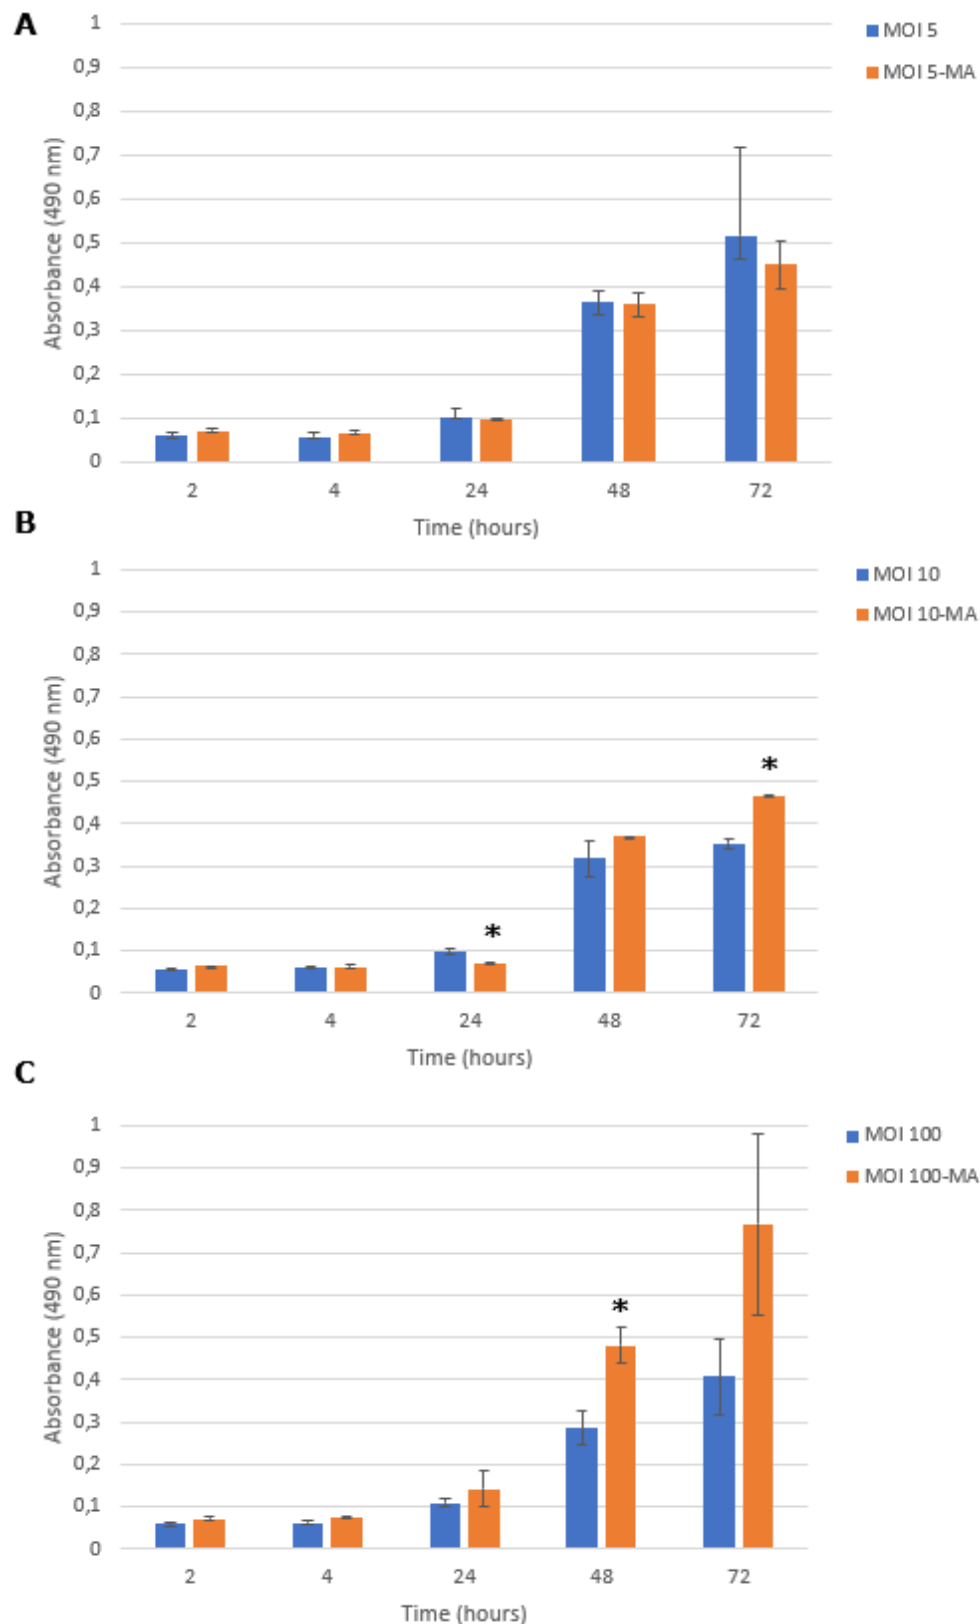 A
MOI 5
MOI 5-MA
Absorbance (490 nm)
1
0,9
0,8
0,7
0,6
0,5
0,4
0,3
0,2
0,1
0
2 4 24 48 72
Time (hours)
B
MOI 10
MOI 10-MA
Absorbance (490 nm)
1
0,9
0,8
0,7
0,6
0,5
0,4
0,3
0,2
0,1
0
*
*
2 4 24 48 72
Time (hours)
C
MOI 100
MOI 100-MA
Absorbance (490 nm)
1
0,9
0,8
0,7
0,6
0,5
0,4
0,3
0,2
0,1
0
*
2 4 24 48 72
Time (hours)